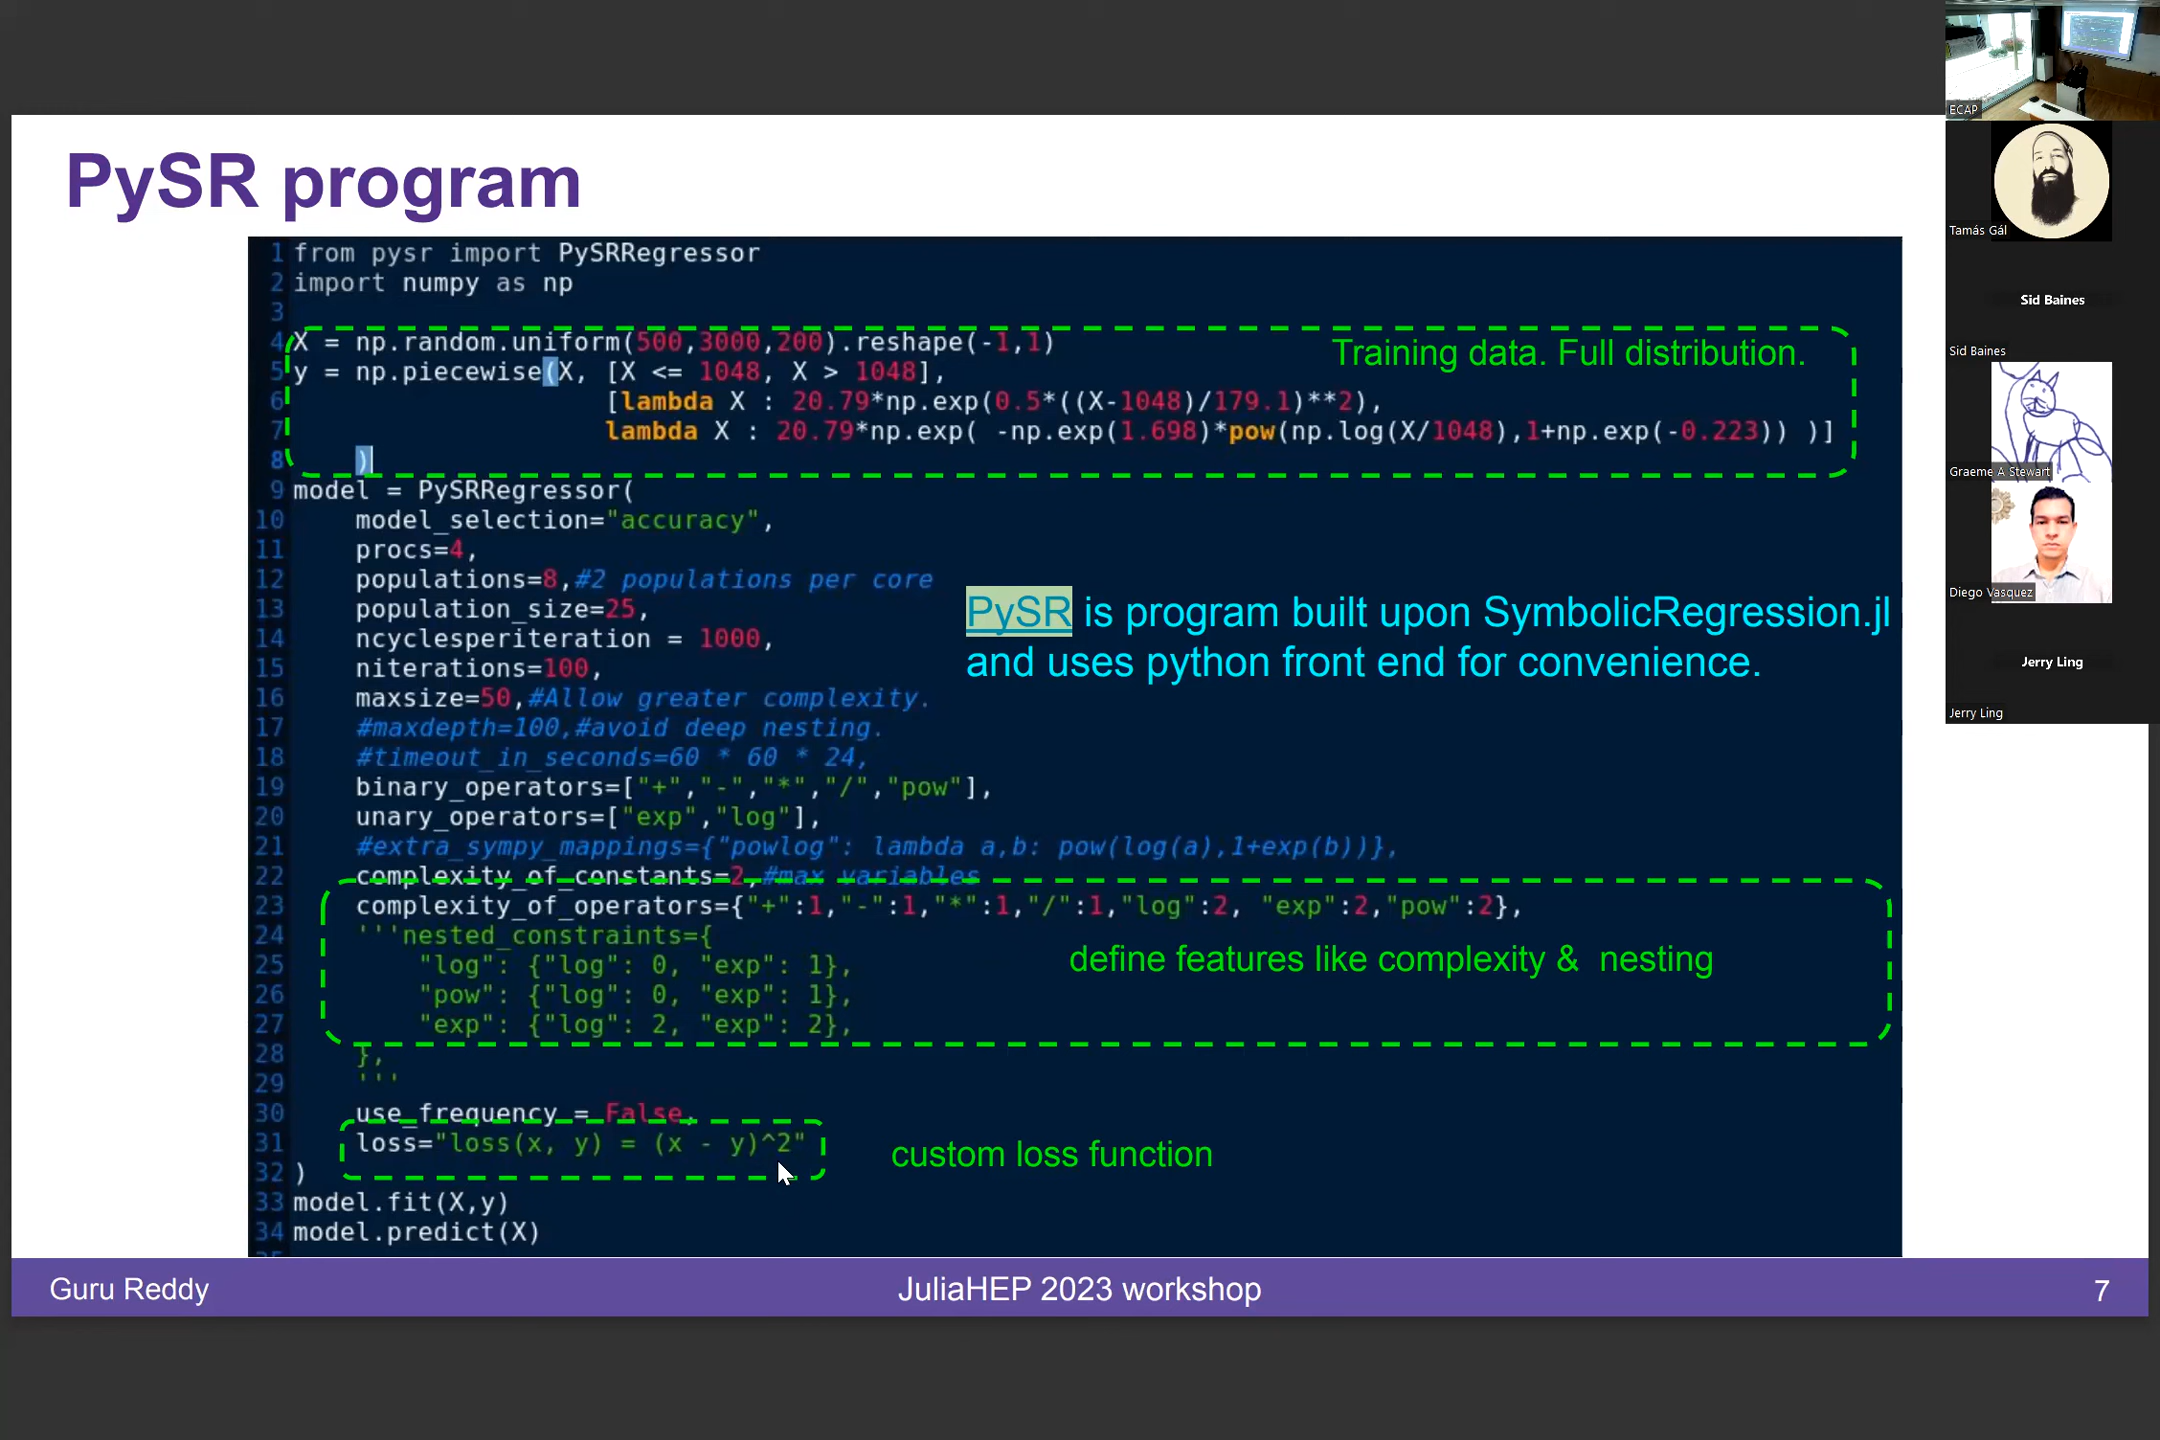 PySR program
1 from pysr import PySRRegressor
2 import numpy as np
3
4 X = np.random.uniform(500,3000,200).reshape(-1,1)
Training data. Full distribution.
5 y = np.piecewise(X, [X <= 1048, X > 1048],
6 [lambda X : 20.79*np.exp(0.5*((X-1048)/179.1)**2),
7 lambda X : 20.79*np.exp( -np.exp(1.698)*pow(np.log(X/1048),1+np.exp(-0.223)) )]
8 )
9 model = PySRRegressor(
10 model_selection="accuracy",
11 procs=4,
12 populations=8,#2 populations per core
13 population_size=25,
14 ncyclesperiteration = 1000,
15 niterations=100,
16 maxsize=50,#Allow greater complexity.
17 #maxdepth=100,#avoid deep nesting.
18 #timeout_in_seconds=60 * 60 * 24,
PySR is program built upon SymbolicRegression.jl
and uses python front end for convenience.
19 binary_operators=["+","-","*","/","pow"],
20 unary_operators=["exp","log"],
21 #extra_sympy_mappings={"powlog": lambda a,b: pow(log(a),1+exp(b))},
22 complexity_of_constants=2,#max variables
23 complexity_of_operators={"+":1,"-":1,"*":1,"/":1,"log":2, "exp":2,"pow":2},
24 '''nested_constraints={
25 "log": {"log": 0, "exp": 1},
define features like complexity & nesting
26 "pow": {"log": 0, "exp": 1},
27 "exp": {"log": 2, "exp": 2},
28 },
29 '''
30 use_frequency = False,
31 loss="loss(x, y) = (x - y)^2"
custom loss function
32 )
33 model.fit(X,y)
34 model.predict(X)
Guru Reddy
JuliaHEP 2023 workshop
7
ECAP
Tamás Gál
Sid Baines
Sid Baines
Graeme A Stewart
Diego Vasquez
Jerry Ling
Jerry Ling